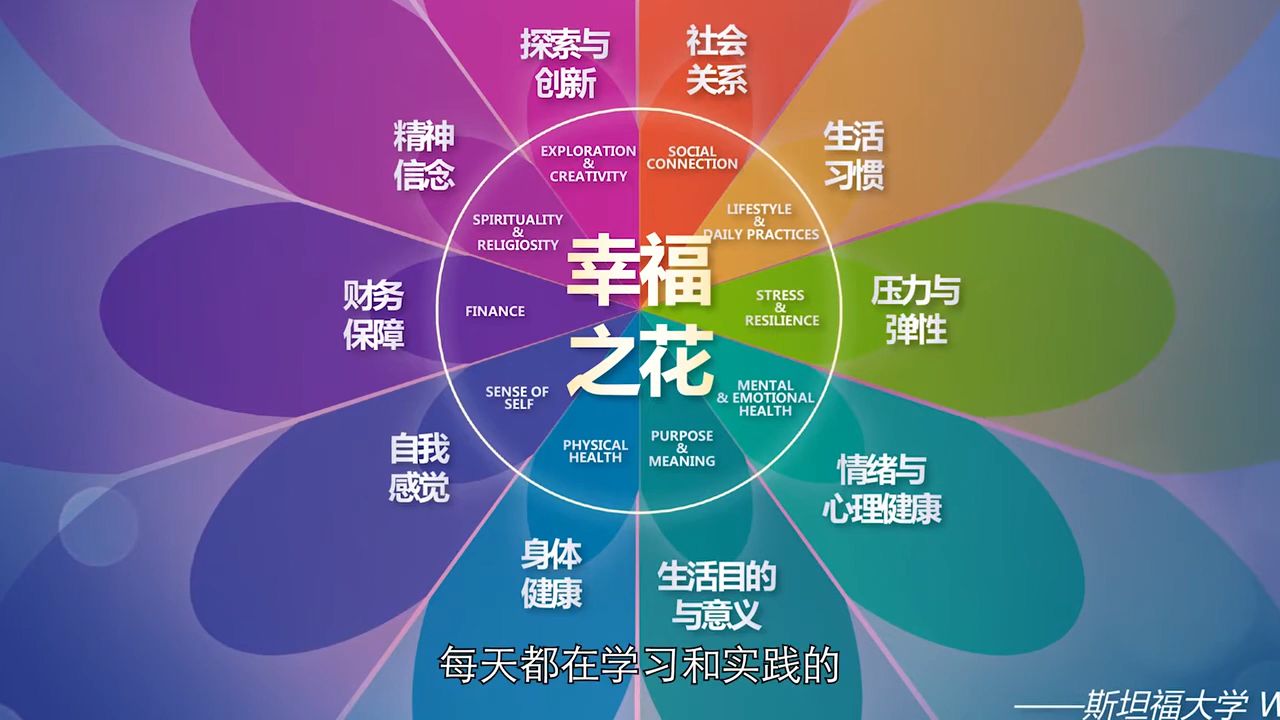 探索与
创新
社会
关系
精神
信念
生活
习惯
EXPLORATION
&
CREATIVITY
SOCIAL
CONNECTION
SPIRITUALITY
&
RELIGIOSITY
LIFESTYLE
&
DAILY PRACTICES
幸福
之花
财务
保障
FINANCE
STRESS
&
RESILIENCE
压力与
弹性
SENSE OF
SELF
MENTAL
& EMOTIONAL
HEALTH
PHYSICAL
HEALTH
PURPOSE
&
MEANING
自我
感觉
情绪与
心理健康
身体
健康
生活目的
与意义
每天都在学习和实践的
——斯坦福大学 W